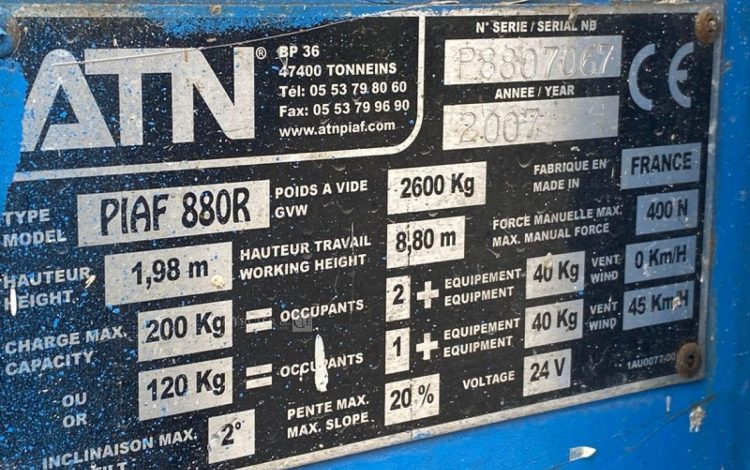 ATN®
BP 36
47400 TONNEINS
Tél: 05 53 79 80 60
Fax: 05 53 79 96 90
www.atnpiaf.com
N° SERIE / SERIAL NB
P8807067
ANNEE / YEAR
2007
TYPE
MODEL
PIAF 880R
POIDS A VIDE
GVW
2600 Kg
FABRIQUE EN
MADE IN
FRANCE
HAUTEUR
HEIGHT
1,98 m
HAUTEUR TRAVAIL
WORKING HEIGHT
8,80 m
FORCE MANUELLE MAX.
MAX. MANUAL FORCE
400 N
CHARGE MAX.
CAPACITY
200 Kg = OCCUPANTS 2 + EQUIPEMENT
EQUIPMENT
40 Kg
VENT
WIND
0 Km/H
OU
OR
120 Kg = OCCUPANTS 1 + EQUIPEMENT
EQUIPMENT
40 Kg
VENT
WIND
45 Km/H
1AU0077-00
INCLINAISON MAX.
2°
PENTE MAX.
MAX. SLOPE
20 %
VOLTAGE
24 V
CE